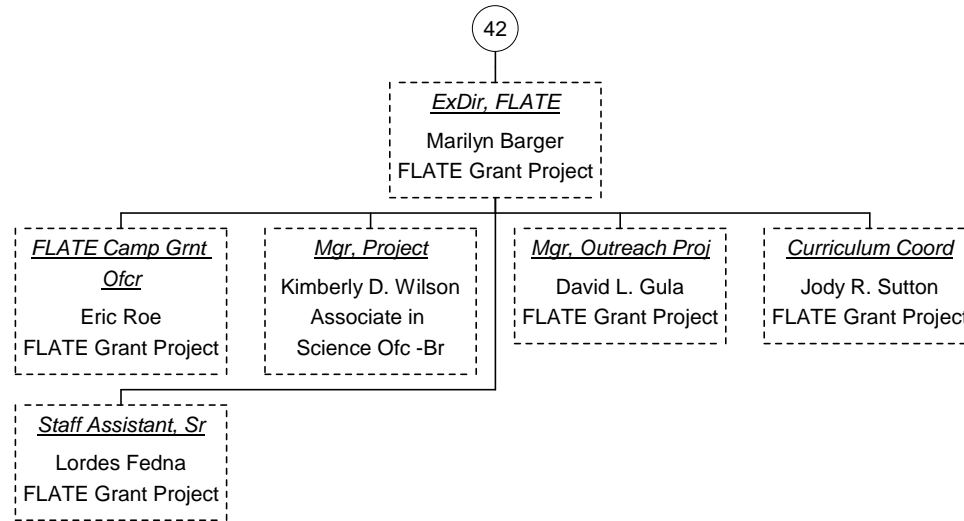 42
ExDir, FLATE
Marilyn Barger
FLATE Grant Project
FLATE Camp Grnt
Ofcr
Eric Roe
FLATE Grant Project
Mgr, Project
Kimberly D. Wilson
Associate in
Science Ofc -Br
Mgr, Outreach Proj
David L. Gula
FLATE Grant Project
Curriculum Coord
Jody R. Sutton
FLATE Grant Project
Staff Assistant, Sr
Lordes Fedna
FLATE Grant Project